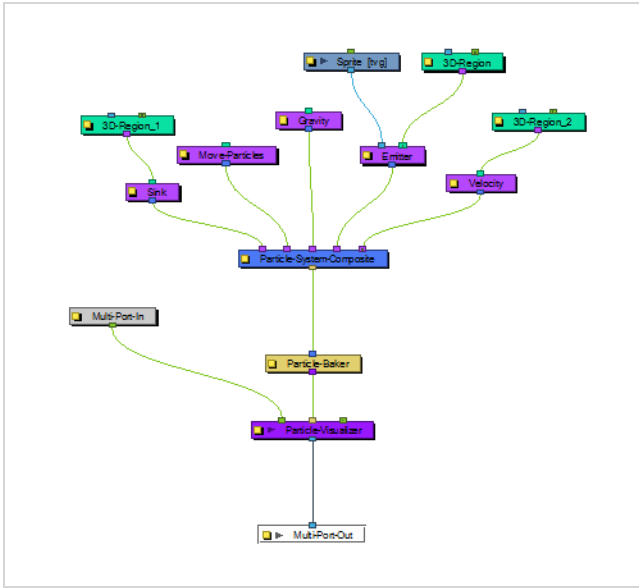 Sprite [tvg]
3D-Region
3D-Region_1
Gravity
3D-Region_2
Move-Particles
Emitter
Sink
Velocity
Particle-System-Composite
Multi-Port-In
Particle-Baker
Particle-Visualizer
Multi-Port-Out